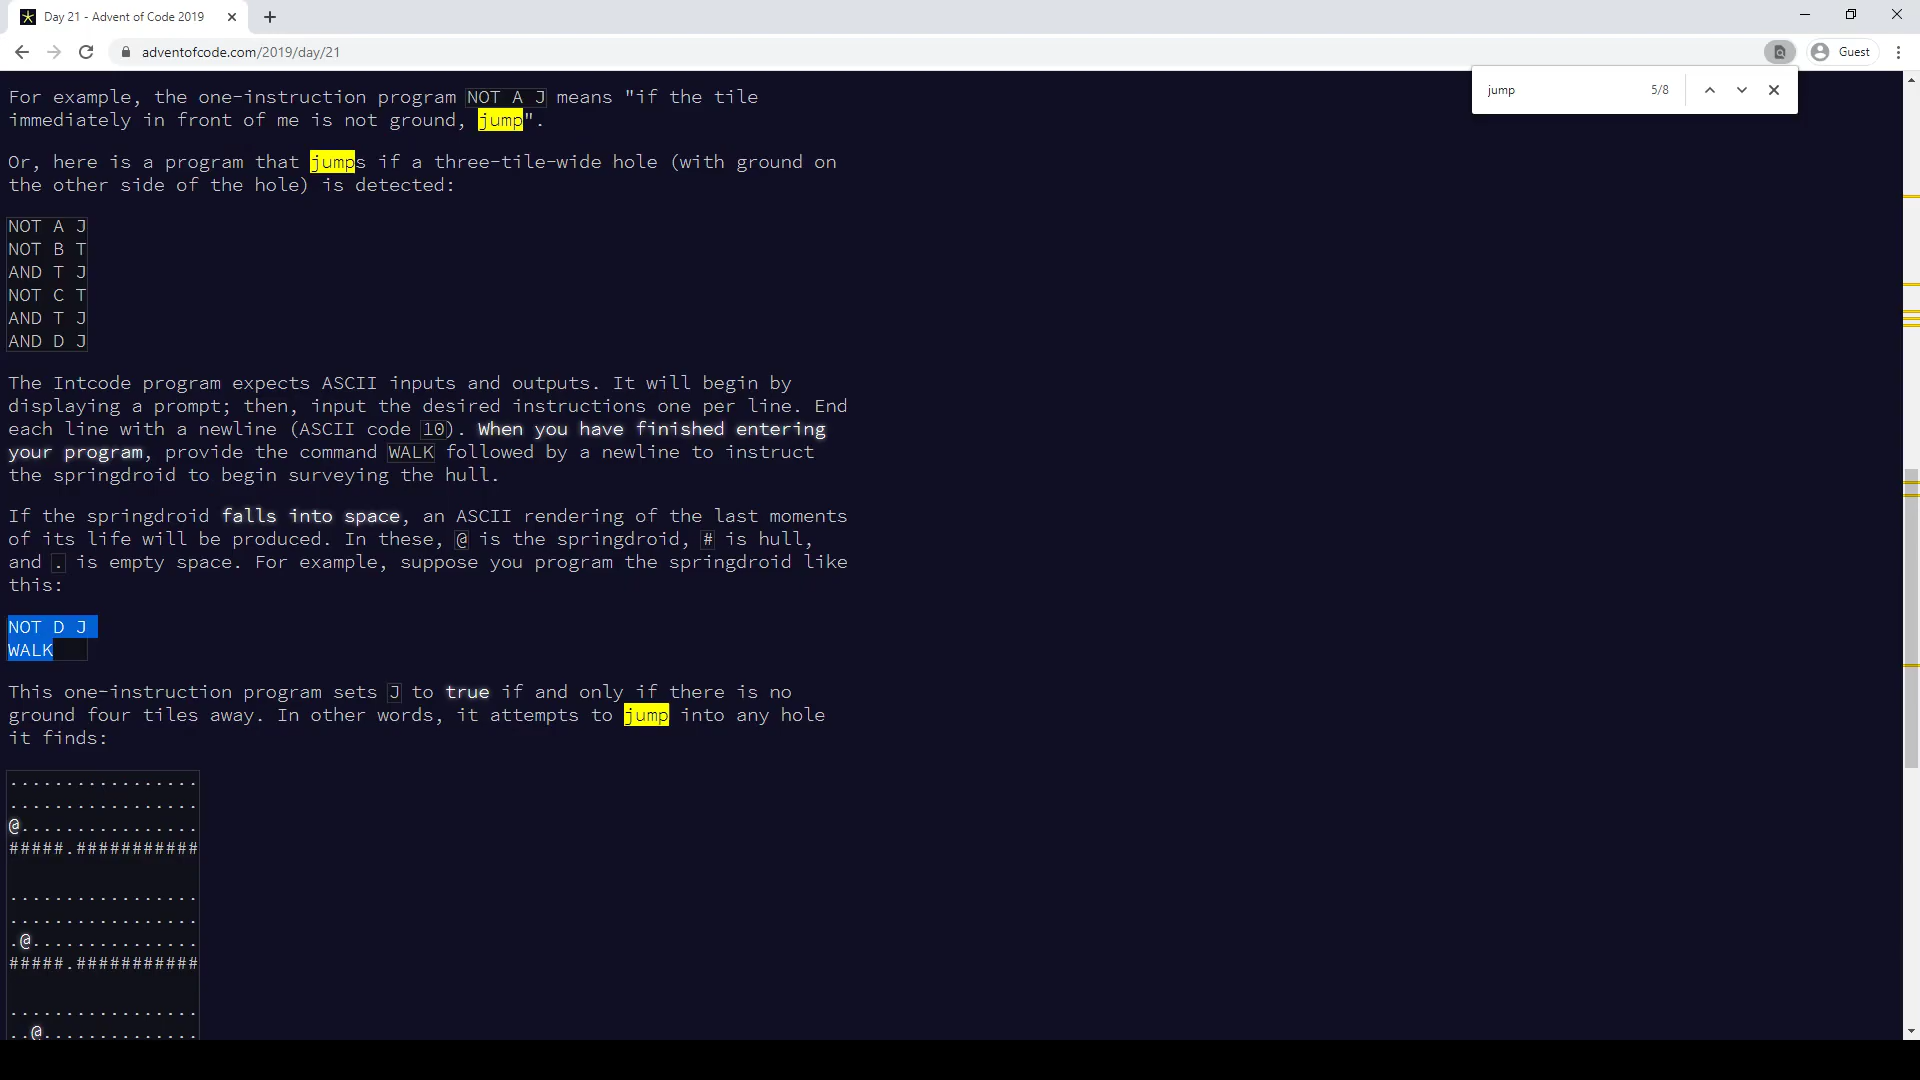 Day 21 - Advent of Code 2019
adventofcode.com/2019/day/21
Guest
jump 5/8
For example, the one-instruction program NOT A J means "if the tile
immediately in front of me is not ground, jump".
Or, here is a program that jumps if a three-tile-wide hole (with ground on
the other side of the hole) is detected:
NOT A J
NOT B T
AND T J
NOT C T
AND T J
AND D J
The Intcode program expects ASCII inputs and outputs. It will begin by
displaying a prompt; then, input the desired instructions one per line. End
each line with a newline (ASCII code 10). When you have finished entering
your program, provide the command WALK followed by a newline to instruct
the springdroid to begin surveying the hull.
If the springdroid falls into space, an ASCII rendering of the last moments
of its life will be produced. In these, @ is the springdroid, # is hull,
and . is empty space. For example, suppose you program the springdroid like
this:
NOT D J
WALK
This one-instruction program sets J to true if and only if there is no
ground four tiles away. In other words, it attempts to jump into any hole
it finds:
.................
.................
@................
#####.###########
.................
.................
.@...............
#####.###########
.................
..@..............